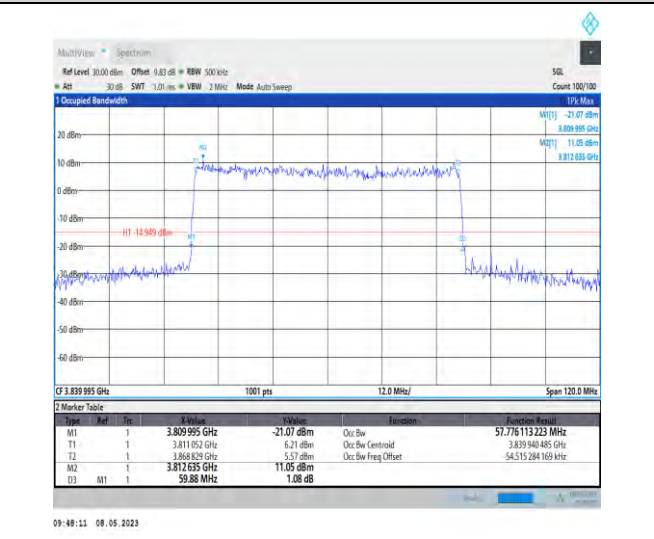 MultiView Spectrum
Ref Level 30.00 dBm Offset 9.83 dB RBW 500 kHz SGL
Att 30 dB SWT 1.01 ms VBW 2 MHz Mode Auto Sweep Count 100/100
1 Occupied Bandwidth 1Pk Max
M1[1] -21.07 dBm
3.809 995 GHz
20 dBm
M2[1] 11.05 dBm
3.812 635 GHz
M2
10 dBm
0 dBm
-10 dBm
H1 -14.949 dBm
M1
-20 dBm
D3
-30 dBm
-40 dBm
-50 dBm
-60 dBm
CF 3.839 995 GHz 1001 pts 12.0 MHz/ Span 120.0 MHz
2 Marker Table
Type Ref Trc X-Value Y-Value Function Function Result
M1 1 3.809 995 GHz -21.07 dBm Occ Bw 57.776 113 223 MHz
T1 1 3.811 052 GHz 6.21 dBm Occ Bw Centroid 3.839 940 485 GHz
T2 1 3.868 829 GHz 5.57 dBm Occ Bw Freq Offset -54.515 284 169 kHz
M2 1 3.812 635 GHz 11.05 dBm
D3 M1 1 59.88 MHz 1.08 dB
09:48:11 08.05.2023